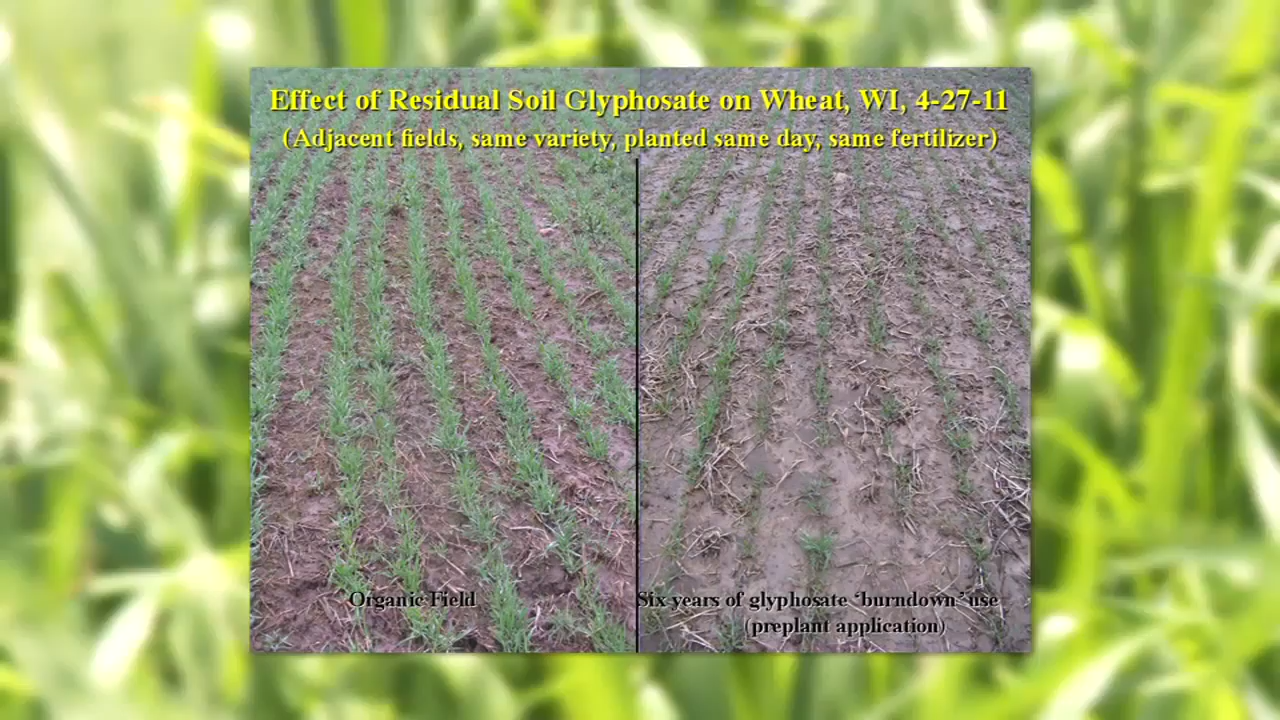 Effect of Residual Soil Glyphosate on Wheat, WI, 4-27-11
(Adjacent fields, same variety, planted same day, same fertilizer)
Organic Field
Six years of glyphosate ‘burndown’ use
(preplant application)